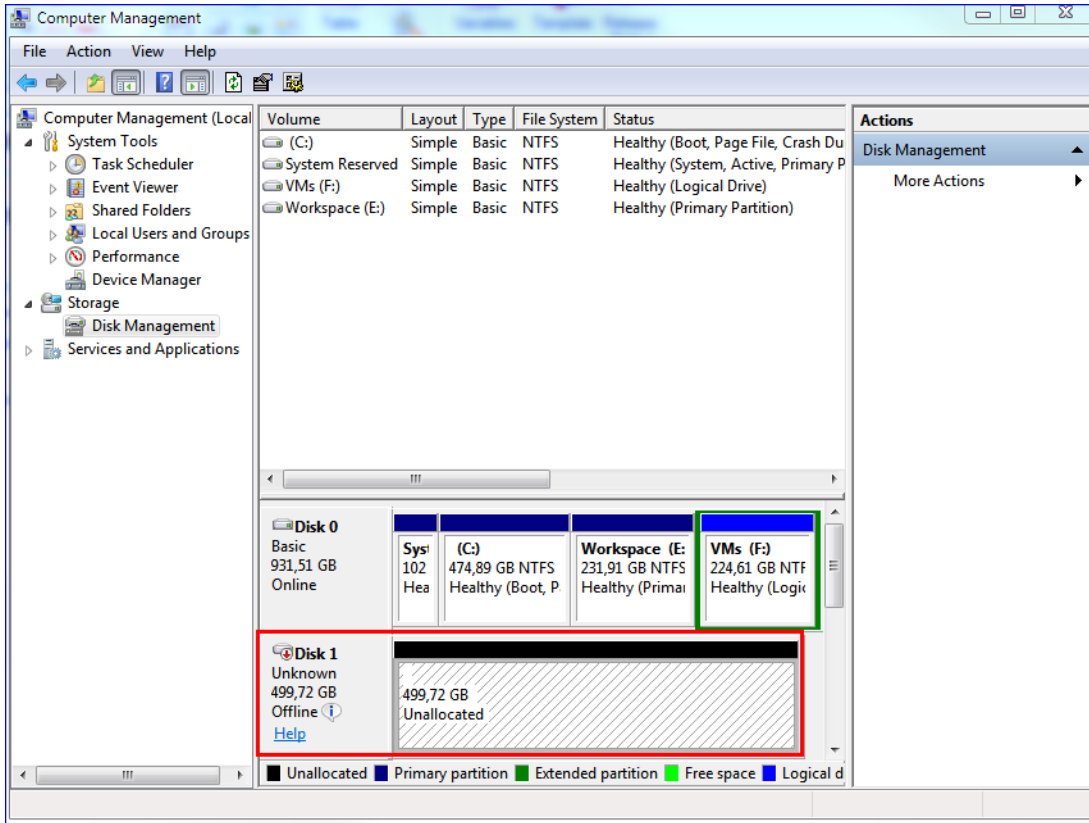 Computer Management
File Action View Help
Computer Management (Local
System Tools
Task Scheduler
Event Viewer
Shared Folders
Local Users and Groups
Performance
Device Manager
Storage
Disk Management
Services and Applications
Volume Layout Type File System Status
(C:) Simple Basic NTFS Healthy (Boot, Page File, Crash Du
System Reserved Simple Basic NTFS Healthy (System, Active, Primary P
VMs (F:) Simple Basic NTFS Healthy (Logical Drive)
Workspace (E:) Simple Basic NTFS Healthy (Primary Partition)
Disk 0
Basic
931,51 GB
Online
Syst
102
Hea
(C:)
474,89 GB NTFS
Healthy (Boot, P
Workspace (E:
231,91 GB NTFS
Healthy (Primar
VMs (F:)
224,61 GB NTF
Healthy (Logic
Disk 1
Unknown
499,72 GB
Offline
Help
499,72 GB
Unallocated
Unallocated Primary partition Extended partition Free space Logical d
Actions
Disk Management
More Actions